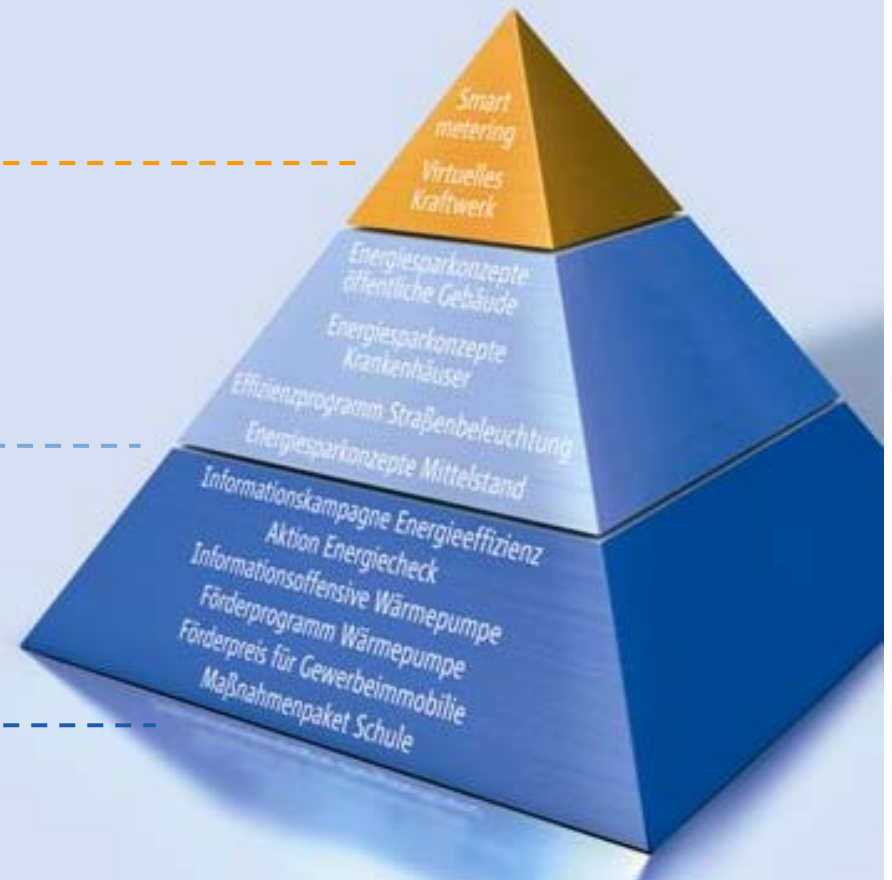 Smart
metering
Virtuelles
Kraftwerk
Energiesparkonzepte
öffentliche Gebäude
Energiesparkonzepte
Krankenhäuser
Effizienzprogramm Straßenbeleuchtung
Energiesparkonzepte Mittelstand
Informationskampagne Energieeffizienz
Aktion Energiecheck
Informationsoffensive Wärmepumpe
Förderprogramm Wärmepumpe
Förderpreis für Gewerbeimmobilie
Maßnahmenpaket Schule